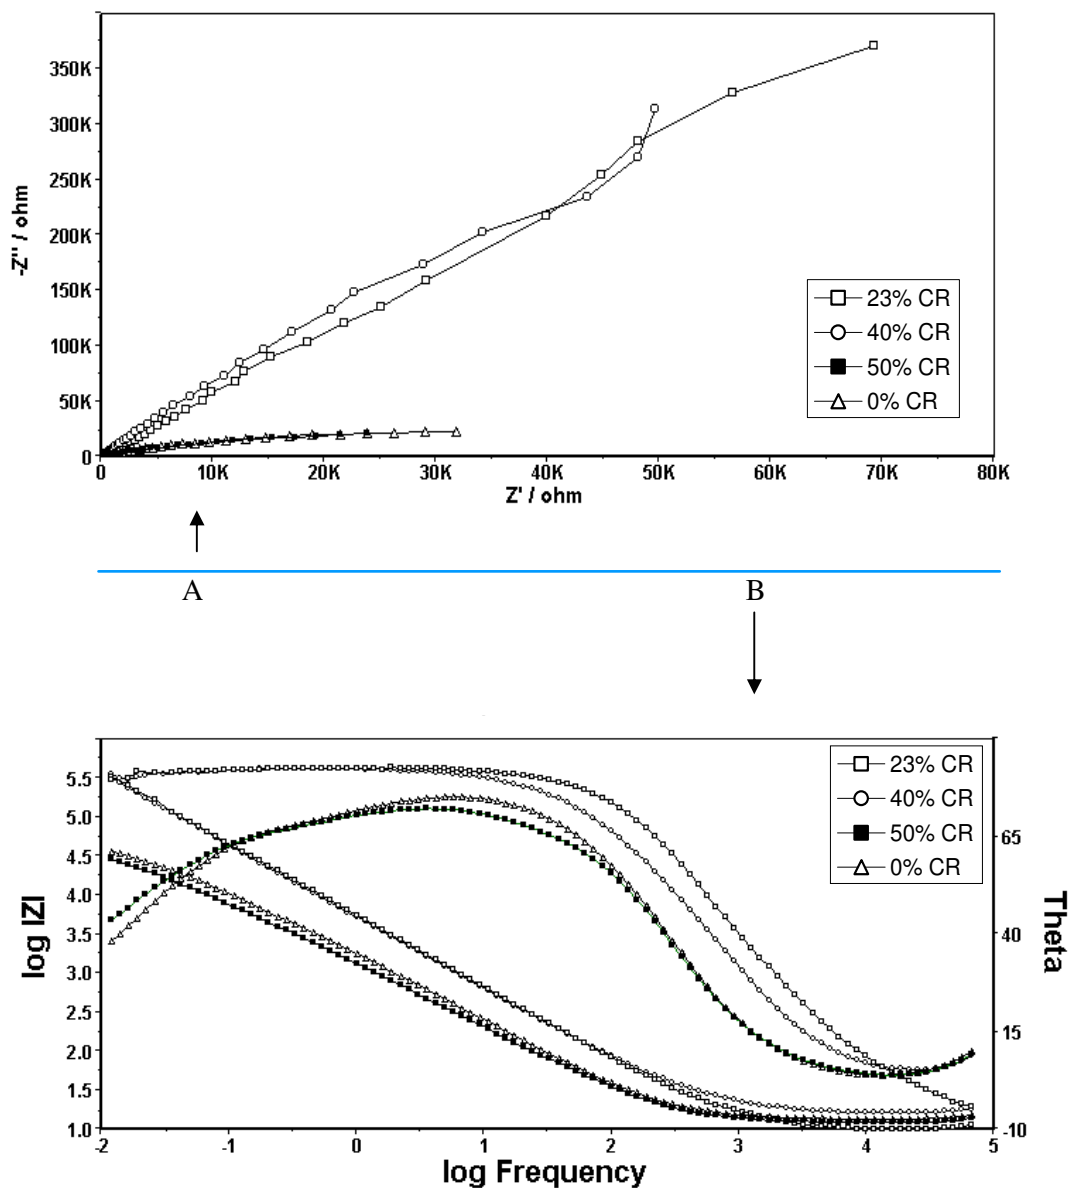 350K
300K
250K
200K
150K
100K
50K
0
-Z'' / ohm
23% CR
40% CR
50% CR
0% CR
0 10K 20K 30K 40K 50K 60K 70K 80K
Z' / ohm
A B
5.5
5.0
4.5
4.0
3.5
3.0
2.5
2.0
1.5
1.0
log |Z|
23% CR
40% CR
50% CR
0% CR
65
40
15
-10
Theta
-2 -1 0 1 2 3 4 5
log Frequency